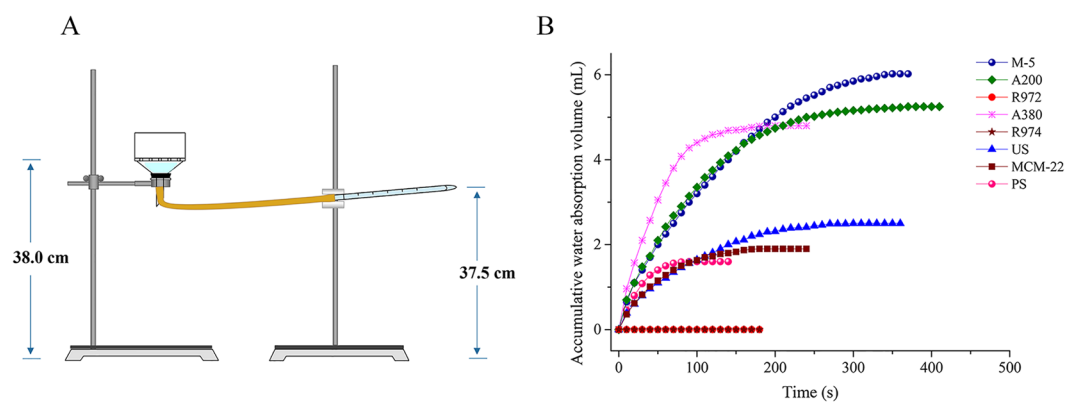 A
38.0 cm
37.5 cm
B
Accumulative water absorption volume (mL)
6
4
2
0
0 100 200 300 400 500
Time (s)
M-5
A200
R972
A380
R974
US
MCM-22
PS